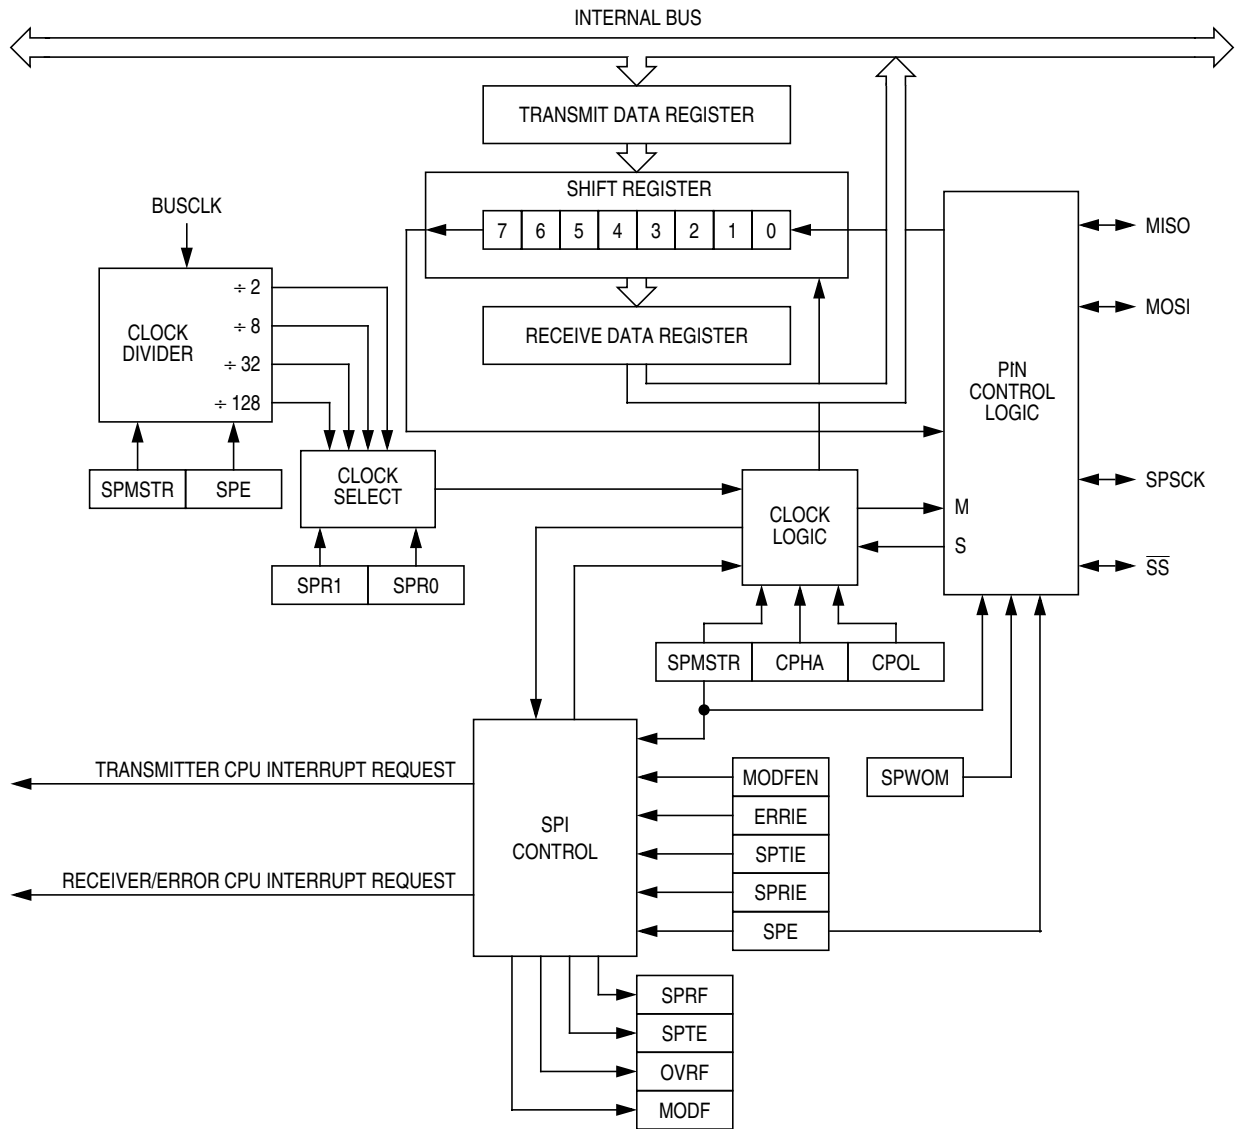 INTERNAL BUS
TRANSMIT DATA REGISTER
SHIFT REGISTER
7 6 5 4 3 2 1 0
BUSCLK
MISO
÷ 2
MOSI
÷ 8
CLOCK
DIVIDER
RECEIVE DATA REGISTER
÷ 32
PIN
CONTROL
LOGIC
÷ 128
CLOCK
SELECT
SPMSTR SPE
SPSCK
M
CLOCK
LOGIC
S
SS
SPR1 SPR0
SPMSTR CPHA CPOL
TRANSMITTER CPU INTERRUPT REQUEST
MODFEN
SPWOM
ERRIE
SPI
CONTROL
SPTIE
RECEIVER/ERROR CPU INTERRUPT REQUEST
SPRIE
SPE
SPRF
SPTE
OVRF
MODF